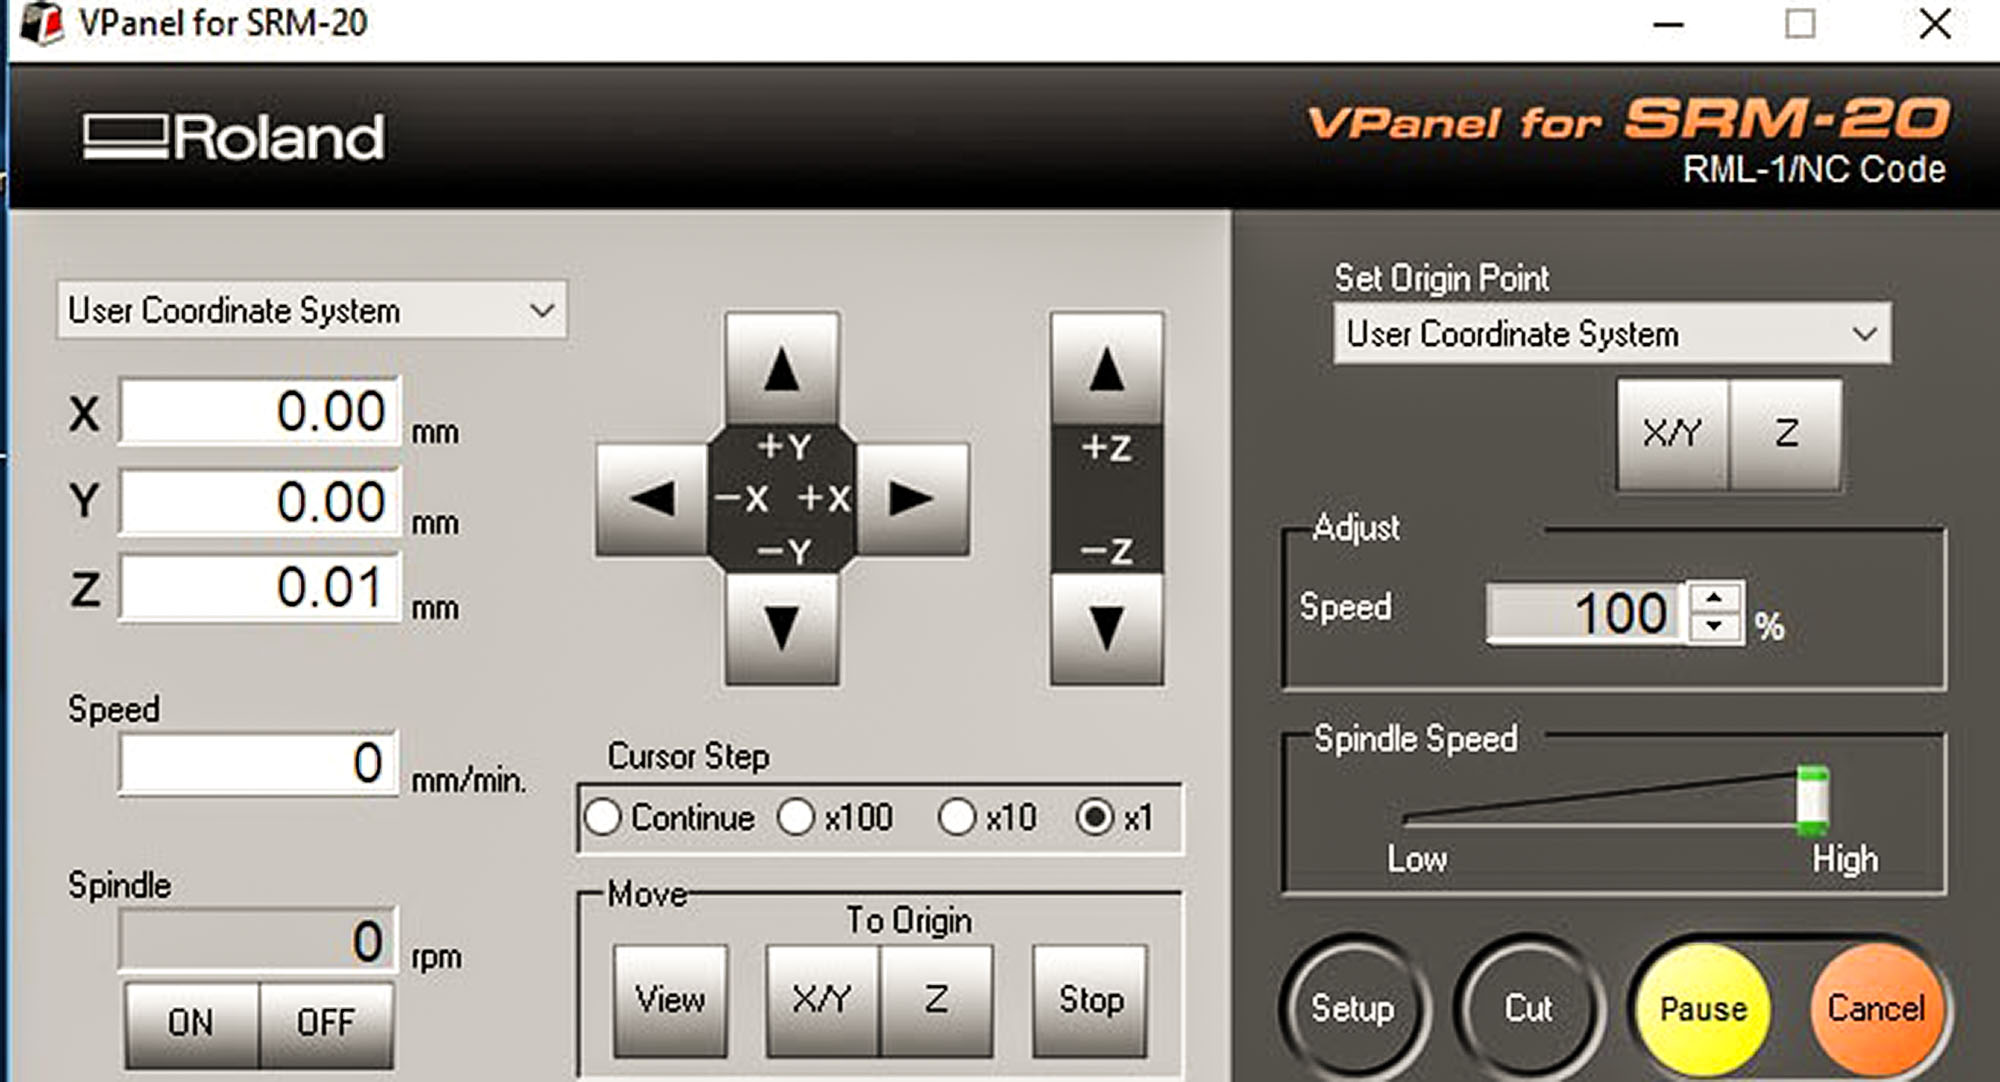 VPanel for SRM-20
Roland
VPanel for SRM-20
RML-1/NC Code
User Coordinate System
X 0.00 mm
Y 0.00 mm
Z 0.01 mm
Speed
0 mm/min.
Spindle
0 rpm
ON OFF
+Y
-X +X
-Y
+Z
-Z
Cursor Step
Continue x100 x10 x1
Move
To Origin
View X/Y Z Stop
Set Origin Point
User Coordinate System
X/Y Z
Adjust
Speed 100 %
Spindle Speed
Low High
Setup Cut Pause Cancel